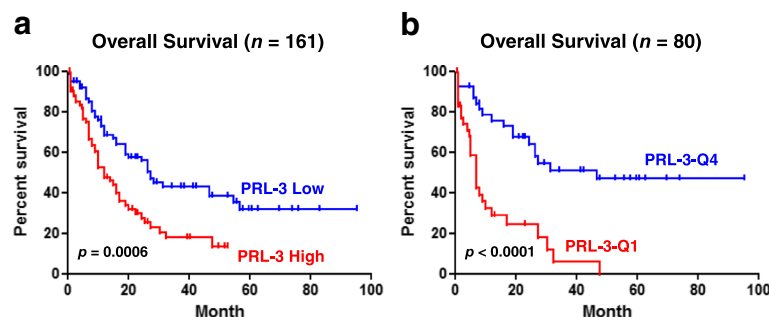 a
Overall Survival (n = 161)
Percent survival
100
80
60
40
20
0
PRL-3 Low
PRL-3 High
p = 0.0006
0 20 40 60 80 100
Month
b
Overall Survival (n = 80)
Percent survival
100
80
60
40
20
0
PRL-3-Q4
PRL-3-Q1
p < 0.0001
0 20 40 60 80 100
Month